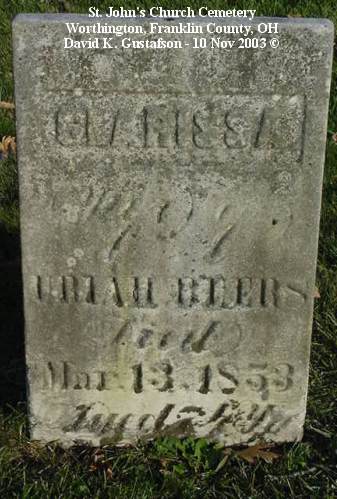 St. John's Church Cemetery
Worthington, Franklin County, OH
David K. Gustafson - 10 Nov 2003 ©
CLARISSA
URIAH BEERS
Died
Mar. 13. 1853